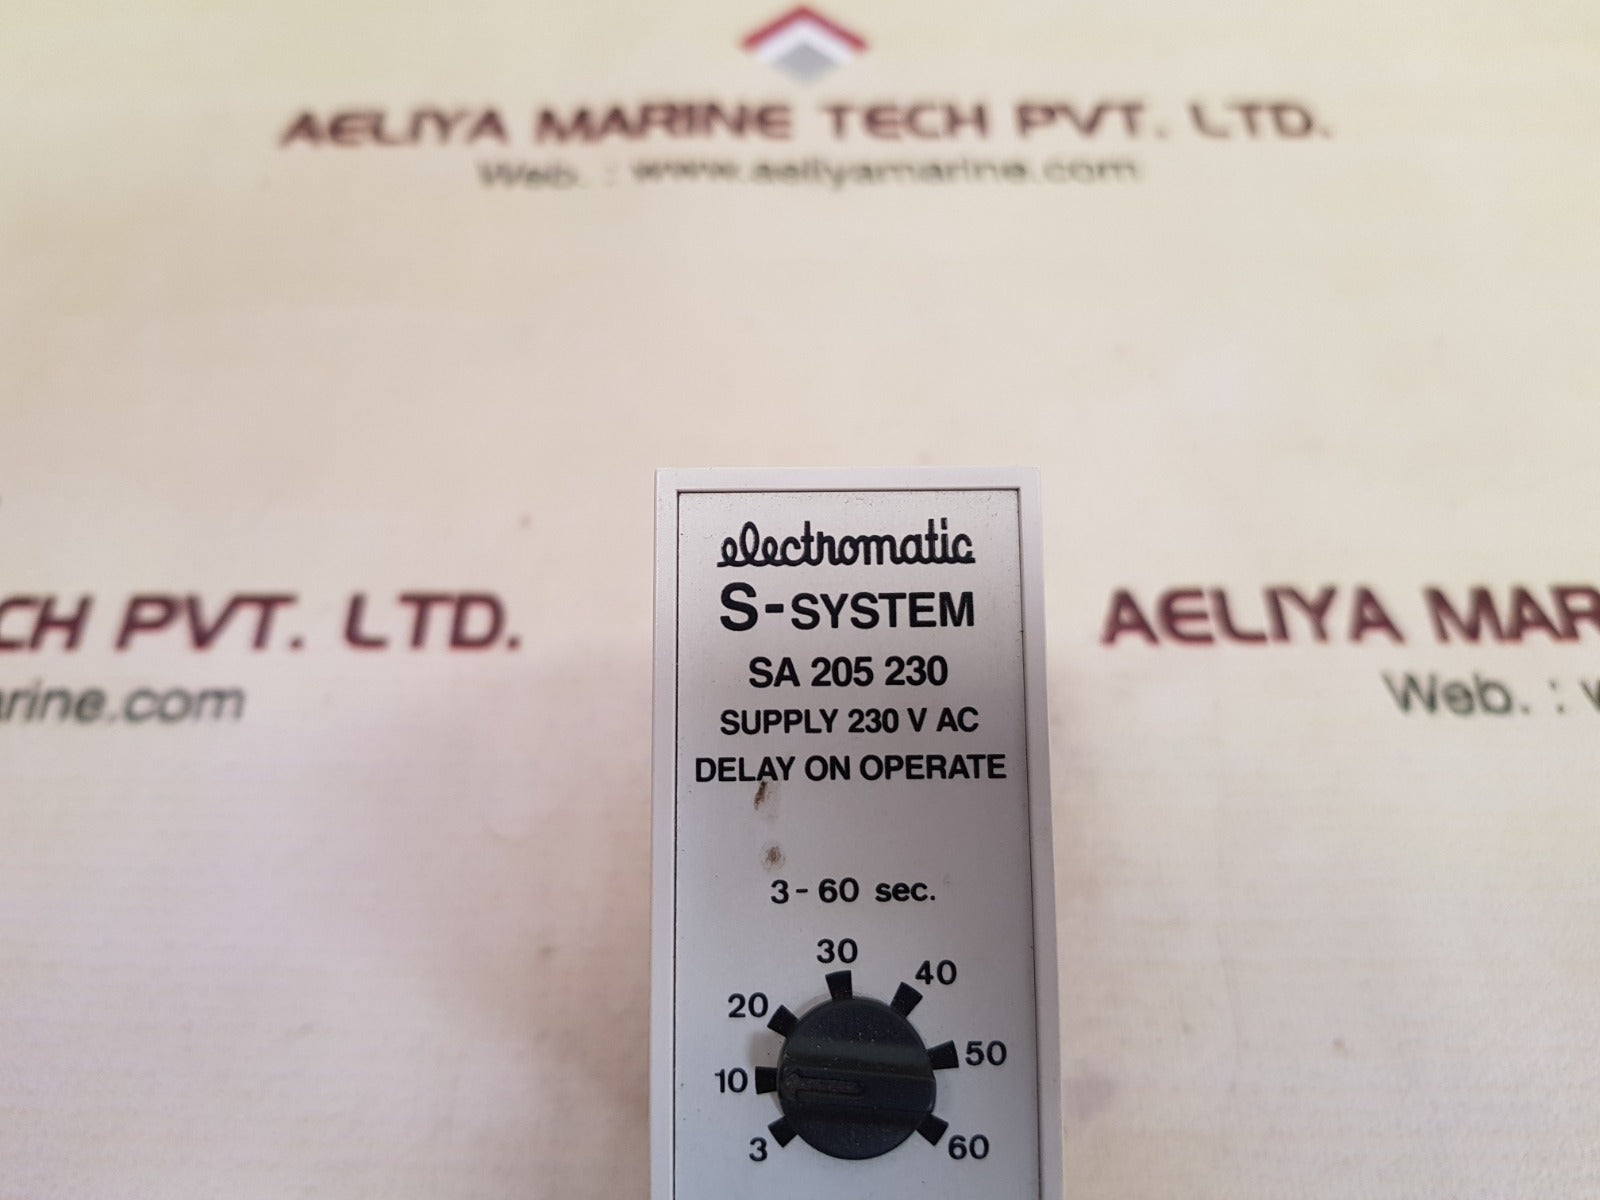 AELIYA MARINE TECH PVT. LTD.
Web. : www.aeliyamarine.com
CH PVT. LTD.
rine.com
AELIYA MAR
Web. : w
electromatic
S-SYSTEM
SA 205 230
SUPPLY 230 V AC
DELAY ON OPERATE
3 - 60 sec.
30
40
20
50
10
3
60